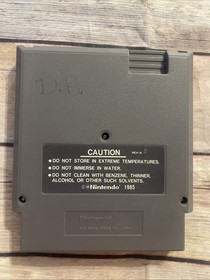 D.K
CAUTION
● DO NOT STORE IN EXTREME TEMPERATURES.
● DO NOT IMMERSE IN WATER.
● DO NOT CLEAN WITH BENZENE, THINNER,
ALCOHOL OR OTHER SUCH SOLVENTS.
©Nintendo 1985